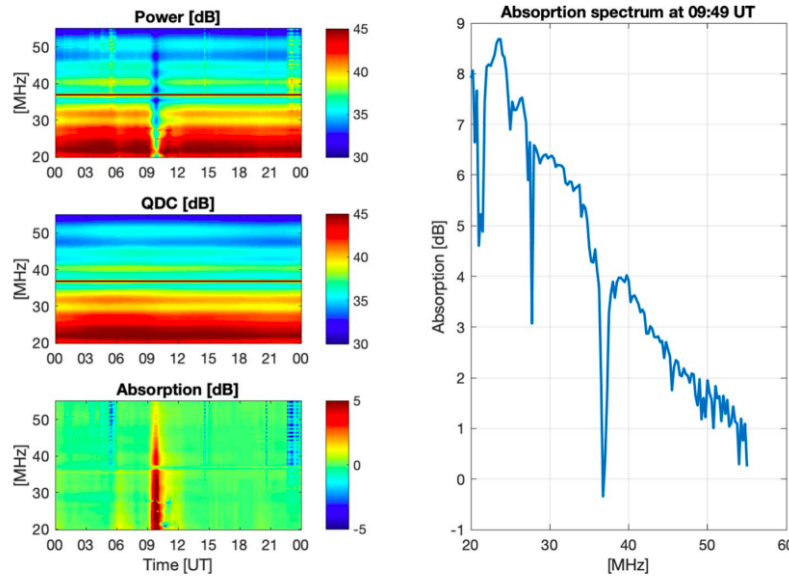 Power [dB]
[MHz]
50
40
30
20
00 03 06 09 12 15 18 21 00
45
40
35
30
QDC [dB]
[MHz]
50
40
30
20
00 03 06 09 12 15 18 21 00
45
40
35
30
Absorption [dB]
[MHz]
50
40
30
20
00 03 06 09 12 15 18 21 00
Time [UT]
5
0
-5
Absoprtion spectrum at 09:49 UT
Absorption [dB]
9
8
7
6
5
4
3
2
1
0
-1
20 30 40 50 60
[MHz]